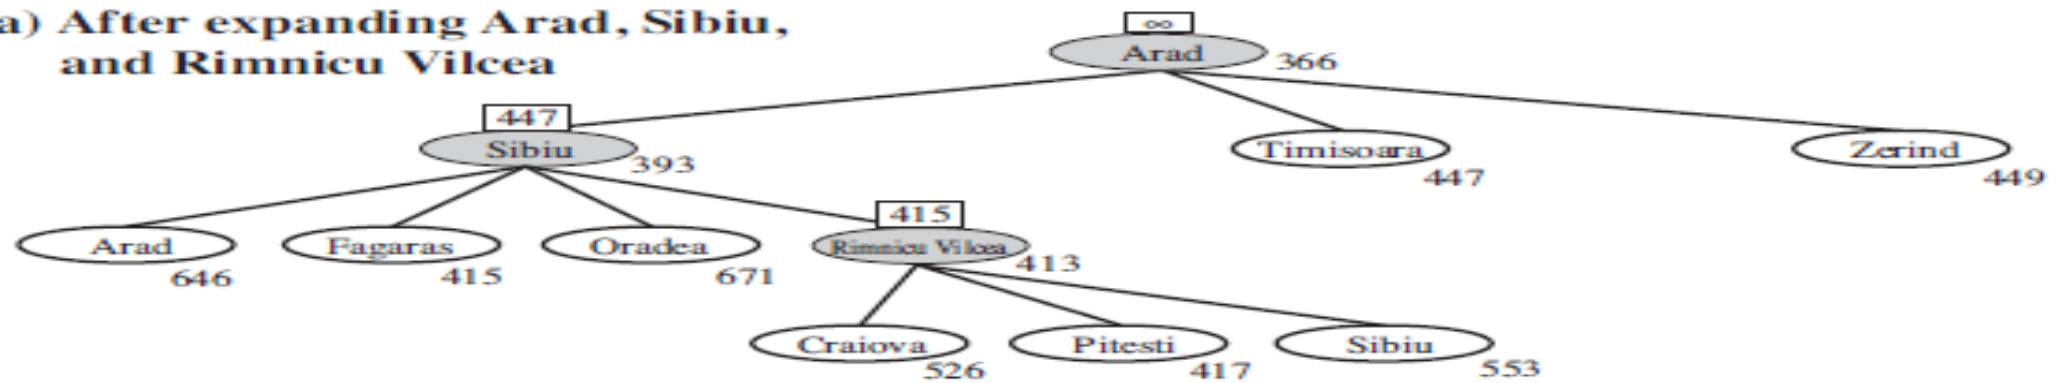 a) After expanding Arad, Sibiu,
and Rimnicu Vilcea
∞
Arad 366
447
Sibiu 393
Timisoara 447
Zerind 449
Arad 646
Fagaras 415
Oradea 671
415
Rimnicu Vilcea 413
Craiova 526
Pitesti 417
Sibiu 553